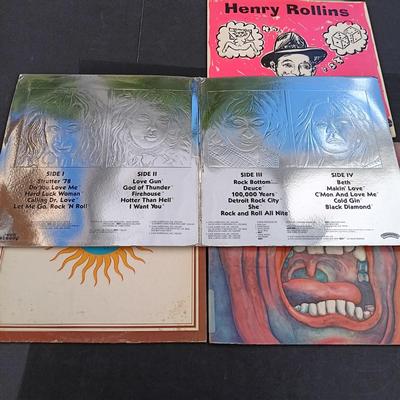 Henry Rollins
SIDE I
Strutter '78
Do You Love Me
Hard Luck Woman
Calling Dr. Love
Let Me Go, Rock 'N Roll
SIDE II
Love Gun
God of Thunder
Firehouse
Hotter Than Hell
I Want You
SIDE III
Rock Bottom
Deuce
100,000 Years
Detroit Rock City
She
Rock and Roll All Nite
SIDE IV
Beth
Makin' Love
C'Mon And Love Me
Cold Gin
Black Diamond